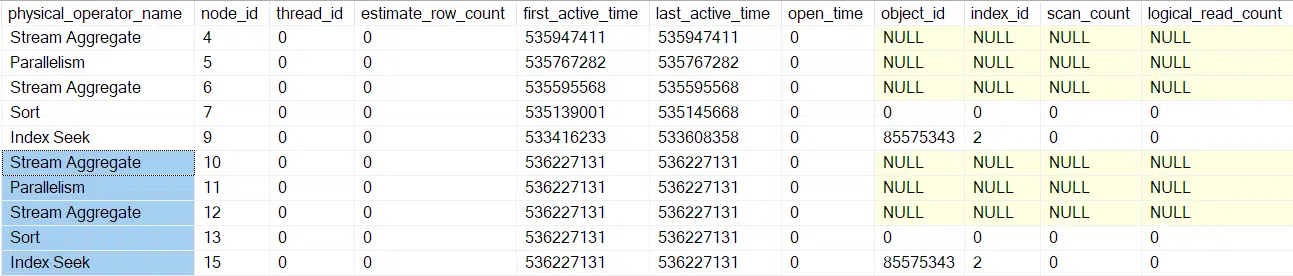 physical_operator_name node_id thread_id estimate_row_count first_active_time last_active_time open_time object_id index_id scan_count logical_read_count
Stream Aggregate 4 0 0 535947411 535947411 0 NULL NULL NULL NULL
Parallelism 5 0 0 535767282 535767282 0 NULL NULL NULL NULL
Stream Aggregate 6 0 0 535595568 535595568 0 NULL NULL NULL NULL
Sort 7 0 0 535139001 535145668 0 0 0 0 0
Index Seek 9 0 0 533416233 533608358 0 85575343 2 0 0
Stream Aggregate 10 0 0 536227131 536227131 0 NULL NULL NULL NULL
Parallelism 11 0 0 536227131 536227131 0 NULL NULL NULL NULL
Stream Aggregate 12 0 0 536227131 536227131 0 NULL NULL NULL NULL
Sort 13 0 0 536227131 536227131 0 0 0 0 0
Index Seek 15 0 0 536227131 536227131 0 85575343 2 0 0